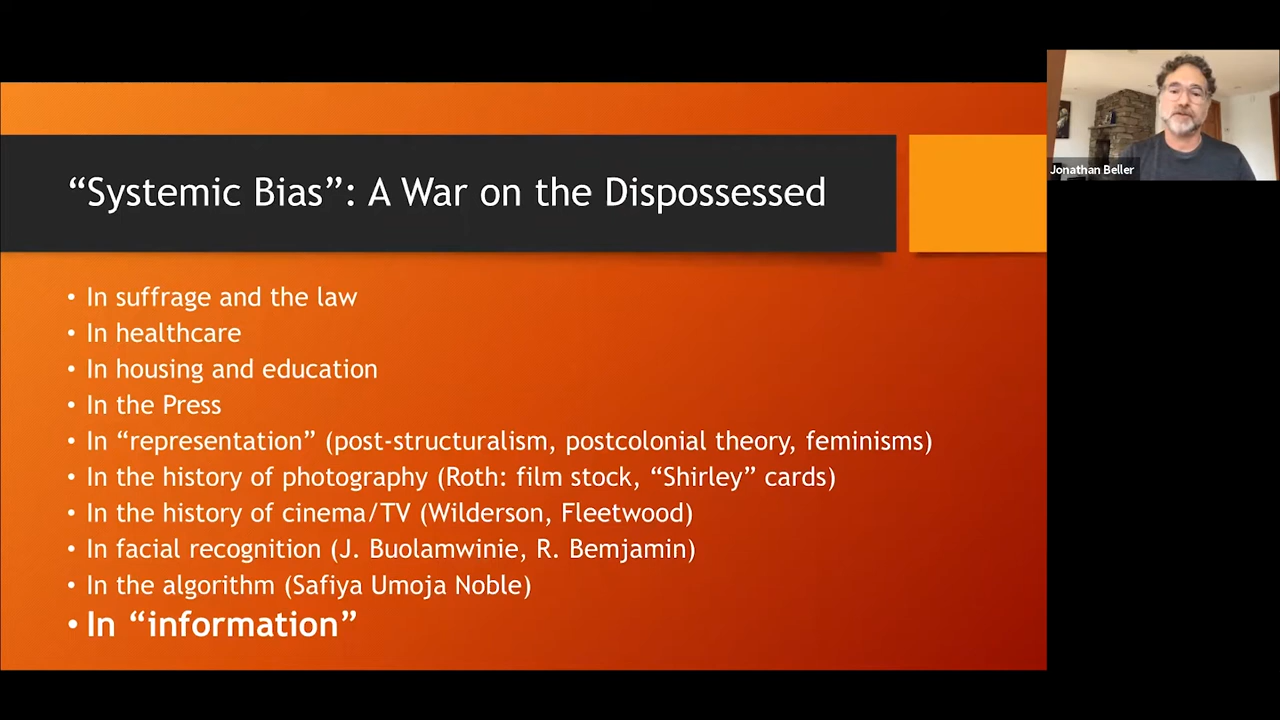 “Systemic Bias”: A War on the Dispossessed
• In suffrage and the law
• In healthcare
• In housing and education
• In the Press
• In “representation” (post-structuralism, postcolonial theory, feminisms)
• In the history of photography (Roth: film stock, “Shirley” cards)
• In the history of cinema/TV (Wilderson, Fleetwood)
• In facial recognition (J. Buolamwinie, R. Bemjamin)
• In the algorithm (Safiya Umoja Noble)
• In “information”
Jonathan Beller